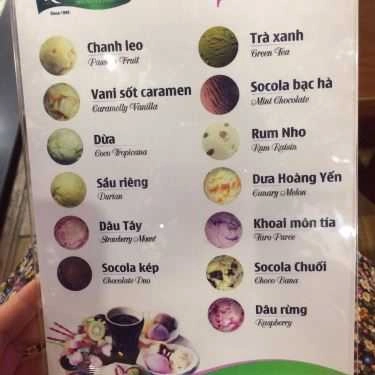 Since 1982
Chanh leo
Passion Fruit
Vani sốt caramen
Caramelly Vanilla
Dừa
Coco Tropicana
Sầu riêng
Durian
Dâu Tây
Strawberry Mount
Socola kép
Chocolate Duo
Trà xanh
Green Tea
Socola bạc hà
Mint Chocolate
Rum Nho
Rum Raisin
Dưa Hoàng Yến
Canary Melon
Khoai môn tía
Taro Puree
Socola Chuối
Choco Bana
Dâu rừng
Raspberry